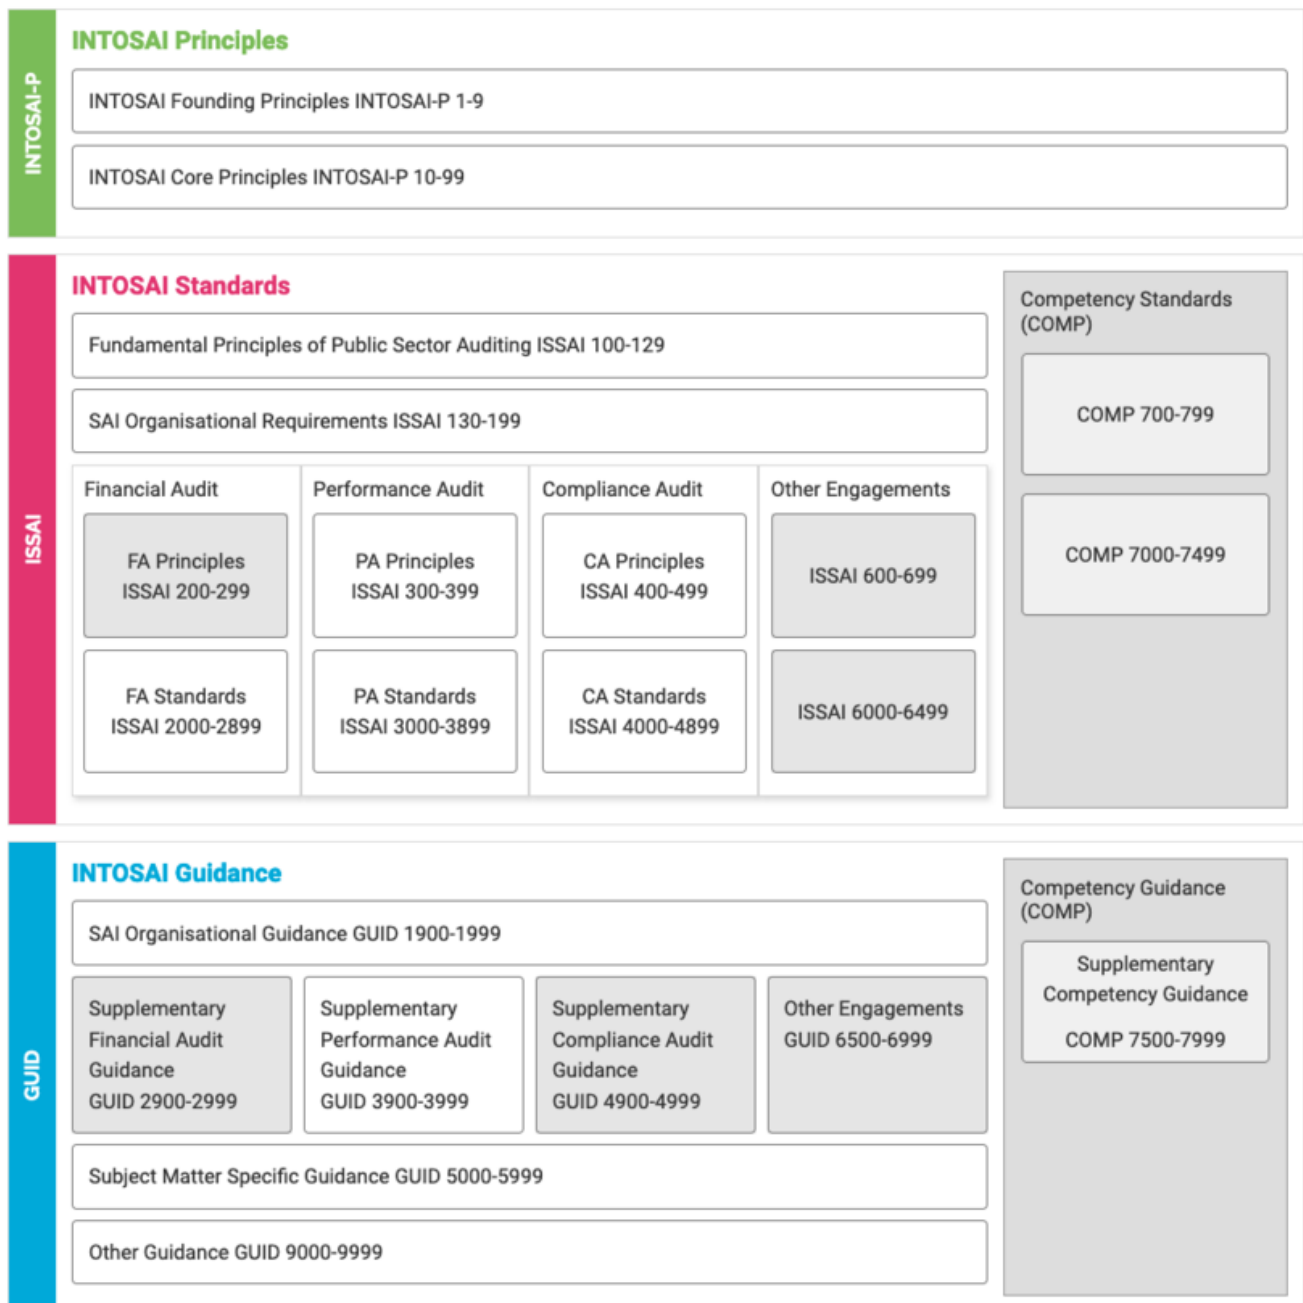 INTOSAI-P
INTOSAI Principles
INTOSAI Founding Principles INTOSAI-P 1-9
INTOSAI Core Principles INTOSAI-P 10-99
ISSAI
INTOSAI Standards
Fundamental Principles of Public Sector Auditing ISSAI 100-129
SAI Organisational Requirements ISSAI 130-199
Financial Audit
FA Principles
ISSAI 200-299
FA Standards
ISSAI 2000-2899
Performance Audit
PA Principles
ISSAI 300-399
PA Standards
ISSAI 3000-3899
Compliance Audit
CA Principles
ISSAI 400-499
CA Standards
ISSAI 4000-4899
Other Engagements
ISSAI 600-699
ISSAI 6000-6499
Competency Standards
(COMP)
COMP 700-799
COMP 7000-7499
GUID
INTOSAI Guidance
SAI Organisational Guidance GUID 1900-1999
Supplementary
Financial Audit
Guidance
GUID 2900-2999
Supplementary
Performance Audit
Guidance
GUID 3900-3999
Supplementary
Compliance Audit
Guidance
GUID 4900-4999
Other Engagements
GUID 6500-6999
Subject Matter Specific Guidance GUID 5000-5999
Other Guidance GUID 9000-9999
Competency Guidance
(COMP)
Supplementary
Competency Guidance
COMP 7500-7999